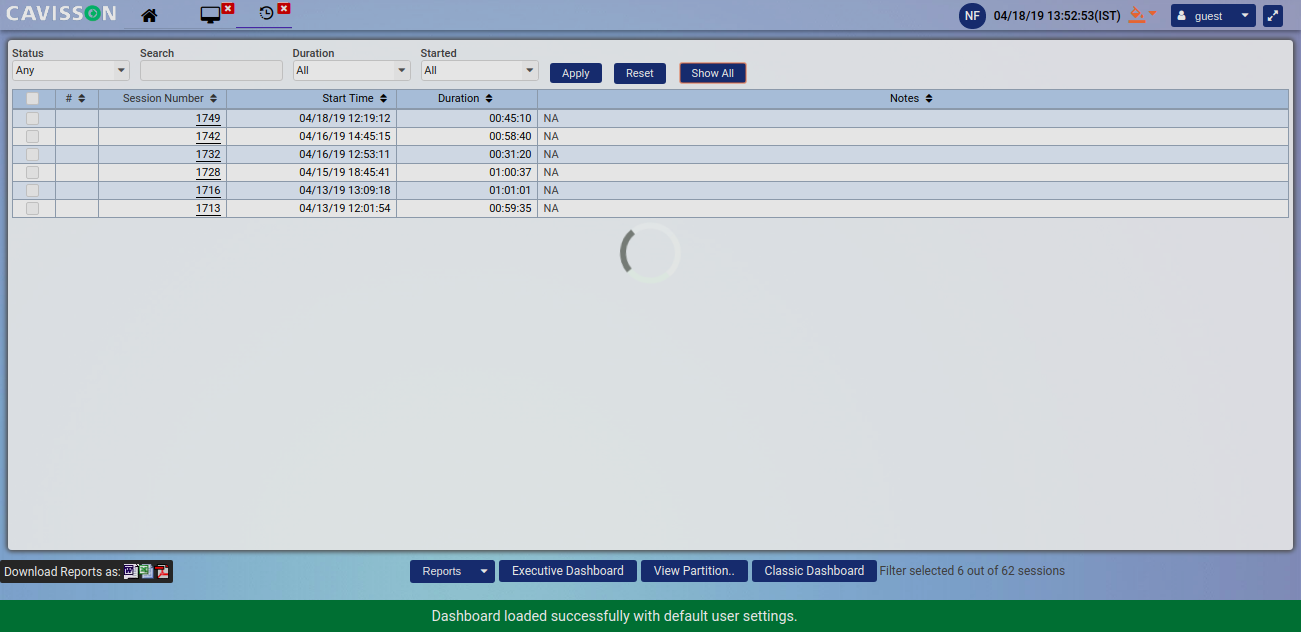 CAVISSON
NF 04/18/19 13:52:53(IST) guest
Status Search Duration Started
Any All All Apply Reset Show All
# Session Number Start Time Duration Notes
1749 04/18/19 12:19:12 00:45:10 NA
1742 04/16/19 14:45:15 00:58:40 NA
1732 04/16/19 12:53:11 00:31:20 NA
1728 04/15/19 18:45:41 01:00:37 NA
1716 04/13/19 13:09:18 01:01:01 NA
1713 04/13/19 12:01:54 00:59:35 NA
Download Reports as: Reports Executive Dashboard View Partition.. Classic Dashboard Filter selected 6 out of 62 sessions
Dashboard loaded successfully with default user settings.